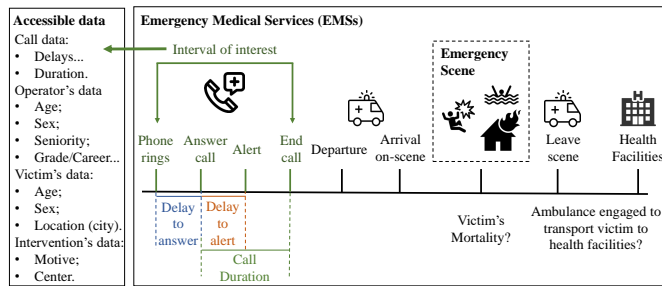 Accessible data
Call data:
• Delays...
• Duration.
Operator's data
• Age;
• Sex;
• Seniority;
• Grade/Career...
Victim's data:
• Age;
• Sex;
• Location (city).
Intervention's data:
• Motive;
• Center.
Emergency Medical Services (EMSs)
Interval of interest
Emergency
Scene
Phone
rings
Answer
call
Alert
End
call
Departure
Arrival
on-scene
Leave
scene
Health
Facilities
Delay
to
answer
Delay
to
alert
Call
Duration
Victim's
Mortality?
Ambulance engaged to
transport victim to
health facilities?